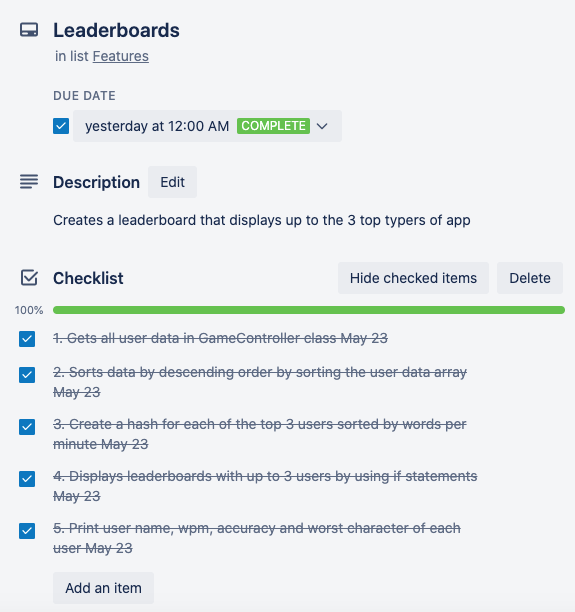 Leaderboards
in list Features
DUE DATE
yesterday at 12:00 AM COMPLETE
Description Edit
Creates a leaderboard that displays up to the 3 top typers of app
Checklist Hide checked items Delete
100%
1. Gets all user data in GameController class May 23
2. Sorts data by descending order by sorting the user data array
May 23
3. Create a hash for each of the top 3 users sorted by words per
minute May 23
4. Displays leaderboards with up to 3 users by using if statements
May 23
5. Print user name, wpm, accuracy and worst character of each
user May 23
Add an item